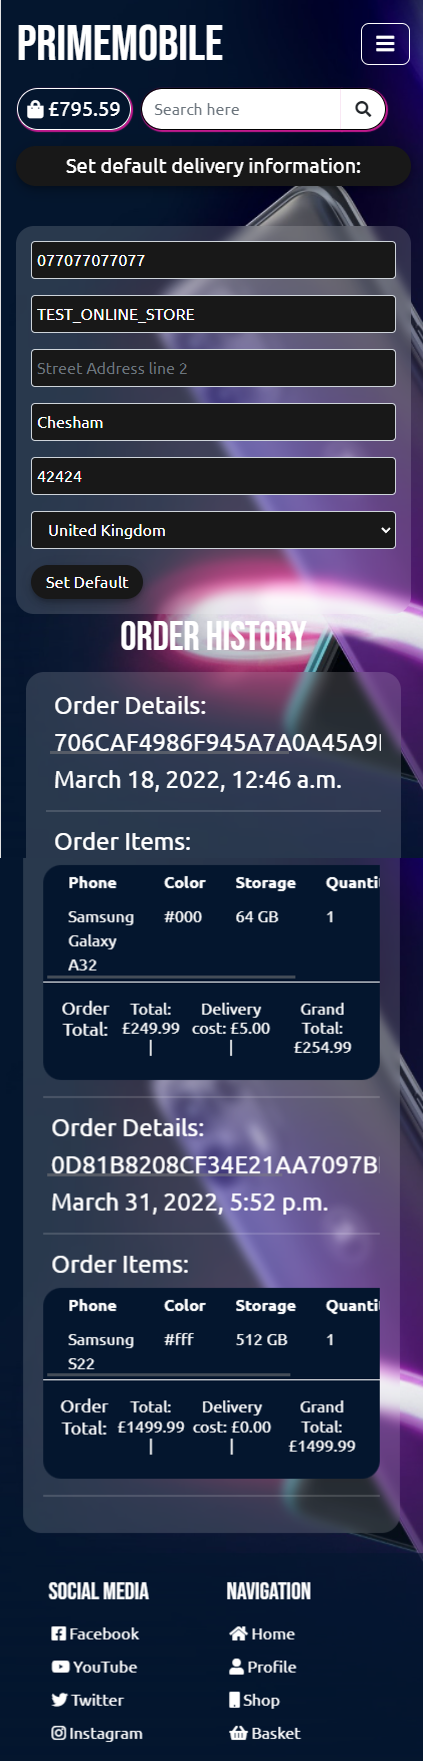 PRIMEMOBILE
£795.59 Search here
Set default delivery information:
077077077077
TEST_ONLINE_STORE
Street Address line 2
Chesham
42424
United Kingdom
Set Default
ORDER HISTORY
Order Details:
706CAF4986F945A7A0A45A9
March 18, 2022, 12:46 a.m.
Order Items:
Phone Color Storage Quanti
Samsung #000 64 GB 1
Galaxy
A32
Order Total: Delivery Grand
Total: £249.99 cost: £5.00 Total:
| | £254.99
Order Details:
0D81B8208CF34E21AA7097B
March 31, 2022, 5:52 p.m.
Order Items:
Phone Color Storage Quanti
Samsung #fff 512 GB 1
S22
Order Total: Delivery Grand
Total: £1499.99 cost: £0.00 Total:
| | £1499.99
SOCIAL MEDIA NAVIGATION
Facebook Home
YouTube Profile
Twitter Shop
Instagram Basket